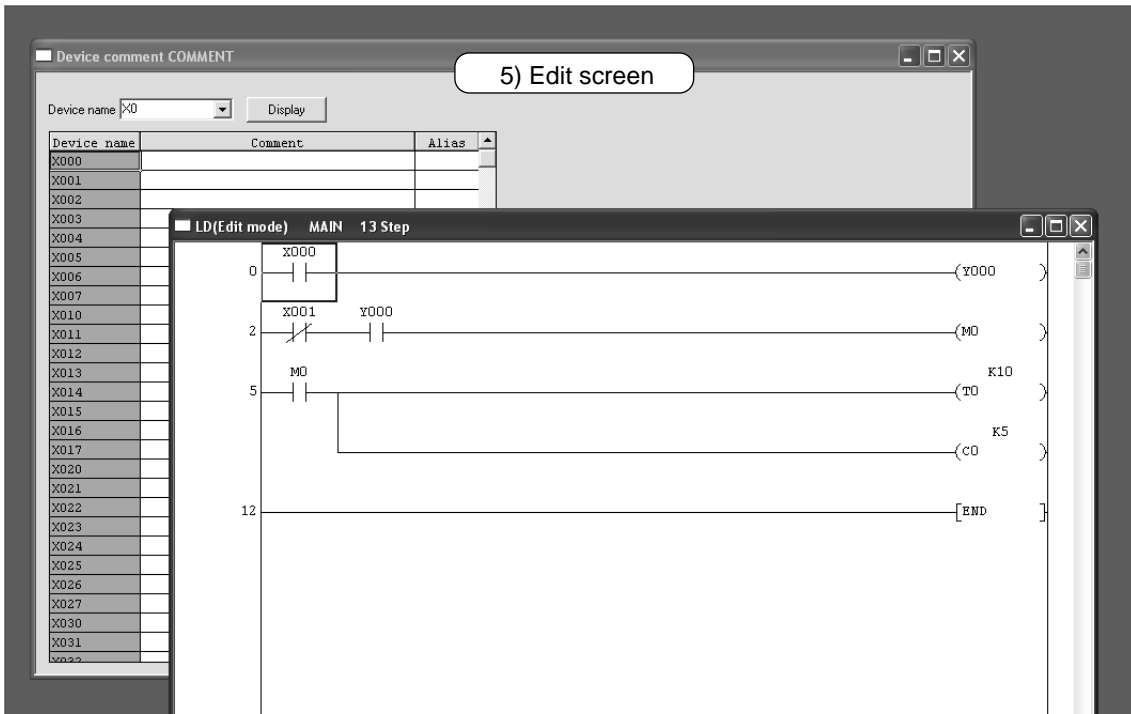 Device comment COMMENT
5) Edit screen
Device name X0 Display
Device name Comment Alias
X000
X001
X002
X003
X004
X005
X006
X007
X010
X011
X012
X013
X014
X015
X016
X017
X020
X021
X022
X023
X024
X025
X026
X027
X030
X031
X032
LD(Edit mode) MAIN 13 Step
X000
0 (Y000 )
X001 Y000
2 (M0 )
M0 K10
5 (T0 )
K5
(C0 )
12 [END ]